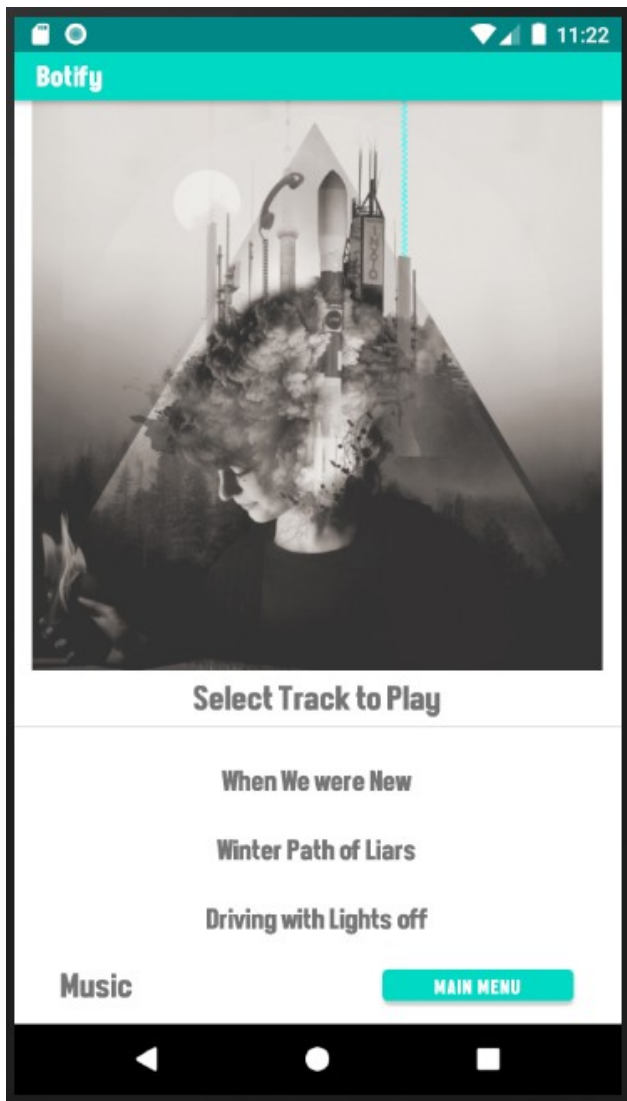 11:22
Botify
INOTO
Select Track to Play
When We were New
Winter Path of Liars
Driving with Lights off
Music
MAIN MENU